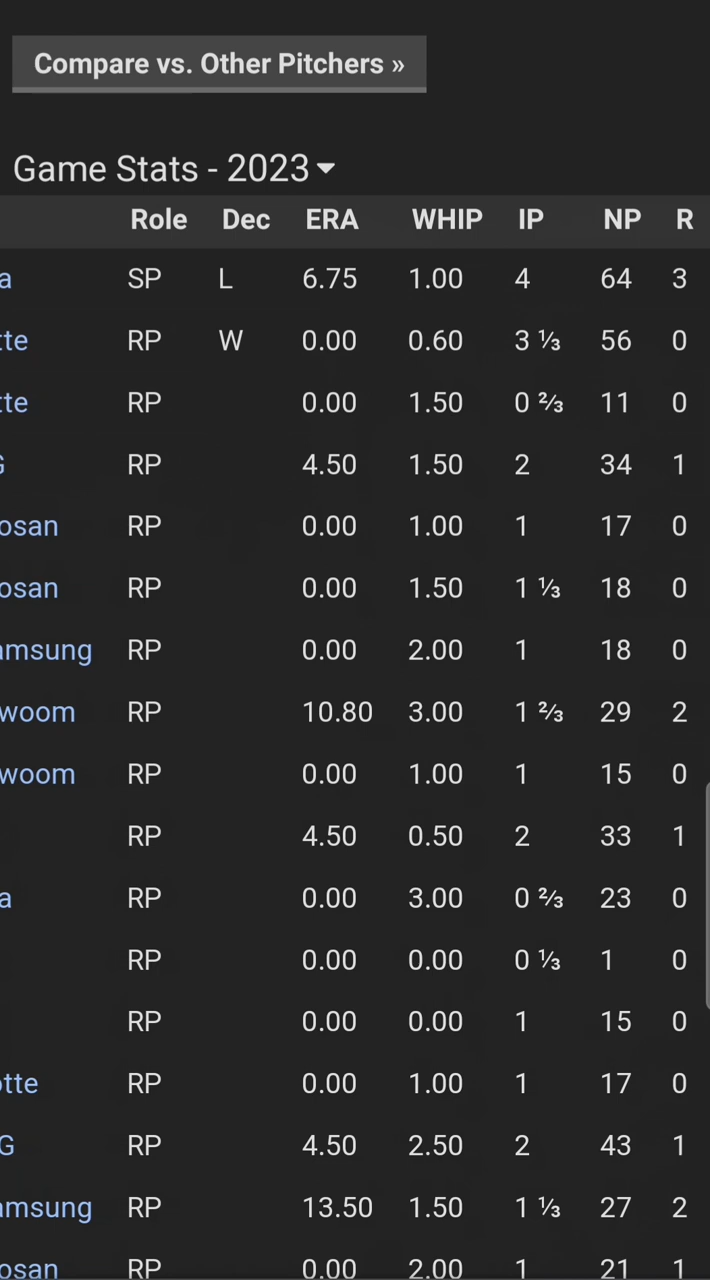 Compare vs. Other Pitchers »
Game Stats - 2023
Role Dec ERA WHIP IP NP R
a SP L 6.75 1.00 4 64 3
tte RP W 0.00 0.60 3 ⅓ 56 0
tte RP 0.00 1.50 0 ⅔ 11 0
G RP 4.50 1.50 2 34 1
osan RP 0.00 1.00 1 17 0
osan RP 0.00 1.50 1 ⅓ 18 0
amsung RP 0.00 2.00 1 18 0
woom RP 10.80 3.00 1 ⅔ 29 2
woom RP 0.00 1.00 1 15 0
RP 4.50 0.50 2 33 1
a RP 0.00 3.00 0 ⅔ 23 0
RP 0.00 0.00 0 ⅓ 1 0
RP 0.00 0.00 1 15 0
otte RP 0.00 1.00 1 17 0
G RP 4.50 2.50 2 43 1
amsung RP 13.50 1.50 1 ⅓ 27 2
osan RP 0.00 2.00 1 21 1